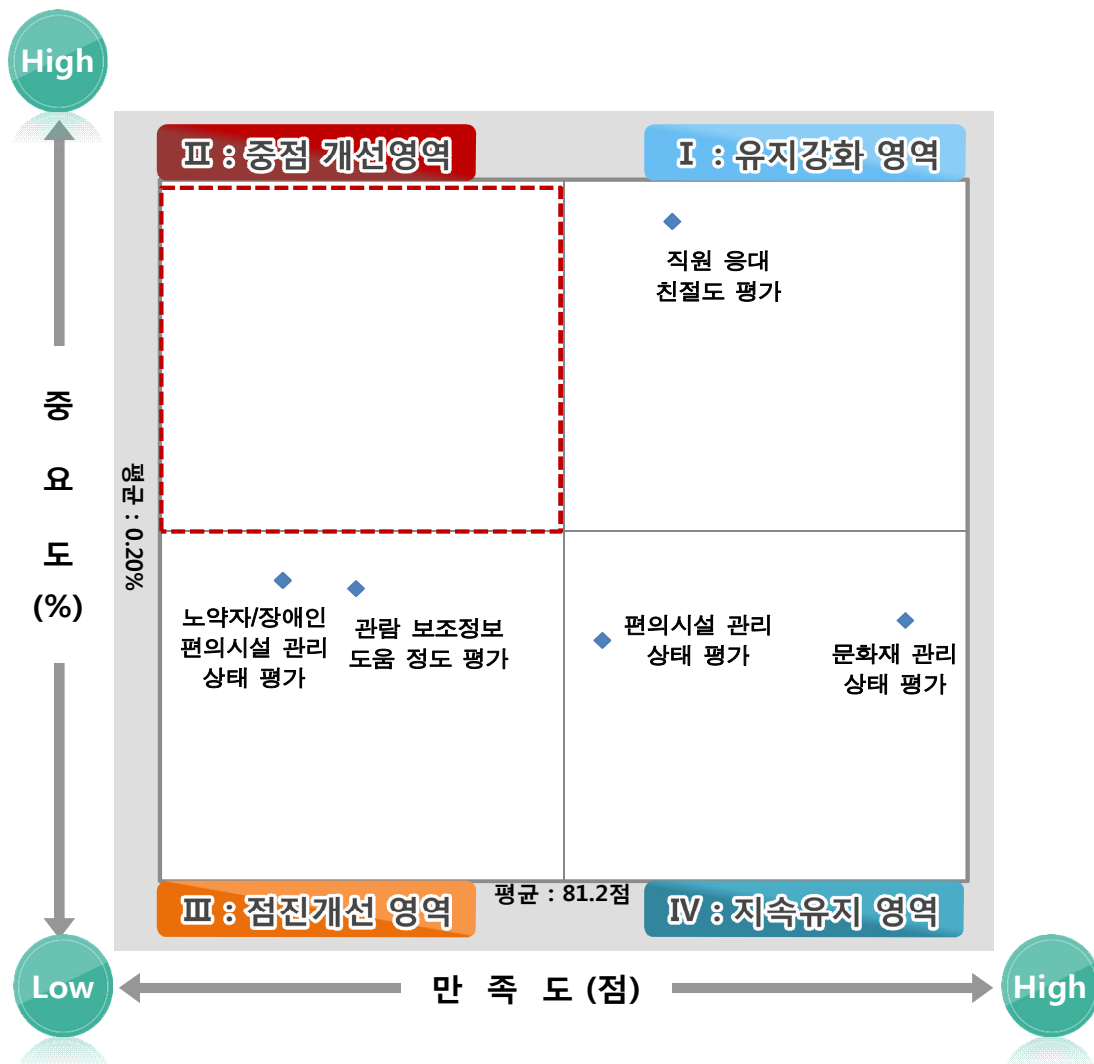 High
Ⅱ : 중점 개선영역
Ⅰ : 유지강화 영역
직원 응대
친절도 평가
중
요
도
(%)
평균 : 0.20%
노약자/장애인
편의시설 관리
상태 평가
관람 보조정보
도움 정도 평가
편의시설 관리
상태 평가
문화재 관리
상태 평가
Ⅲ : 점진개선 영역
평균 : 81.2점
Ⅳ : 지속유지 영역
Low
만 족 도 (점)
High